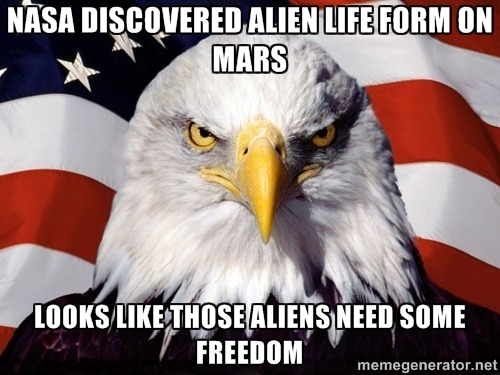 NASA DISCOVERED ALIEN LIFE FORM ON
MARS
LOOKS LIKE THOSE ALIENS NEED SOME
FREEDOM
memegenerator.net